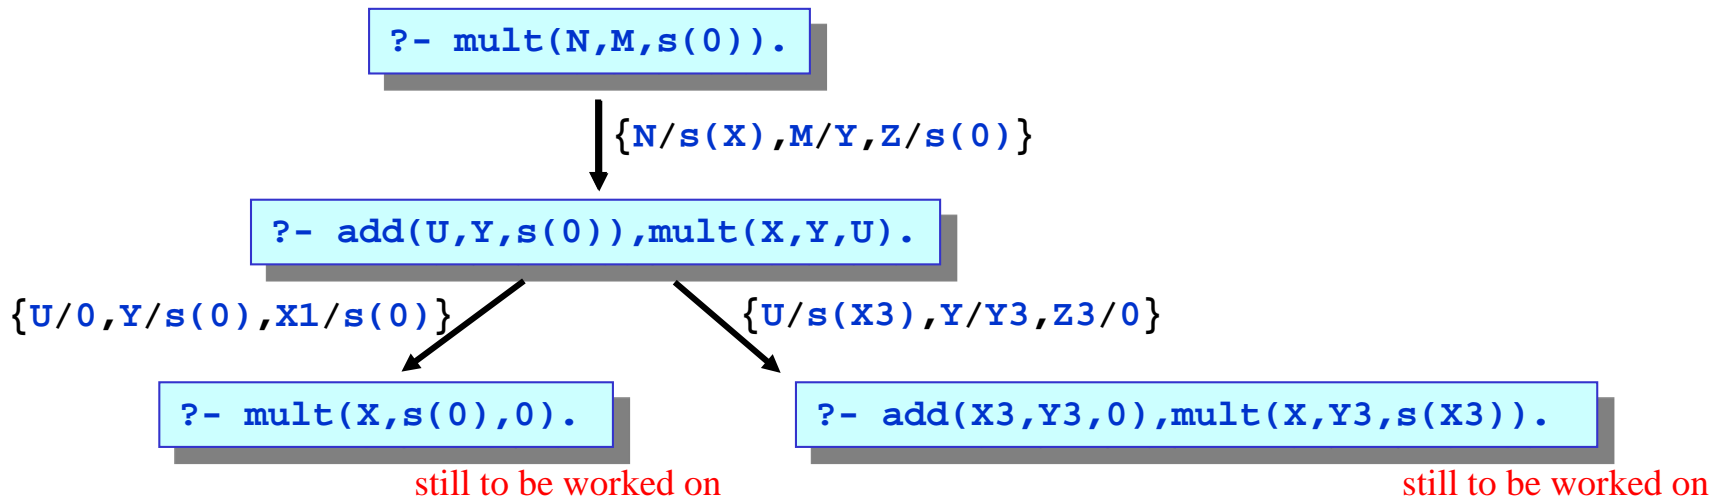 ?- mult(N,M,s(0)).
{N/s(X),M/Y,Z/s(0)}
?- add(U,Y,s(0)),mult(X,Y,U).
{U/0,Y/s(0),X1/s(0)}
{U/s(X3),Y/Y3,Z3/0}
?- mult(X,s(0),0).
?- add(X3,Y3,0),mult(X,Y3,s(X3)).
still to be worked on
still to be worked on